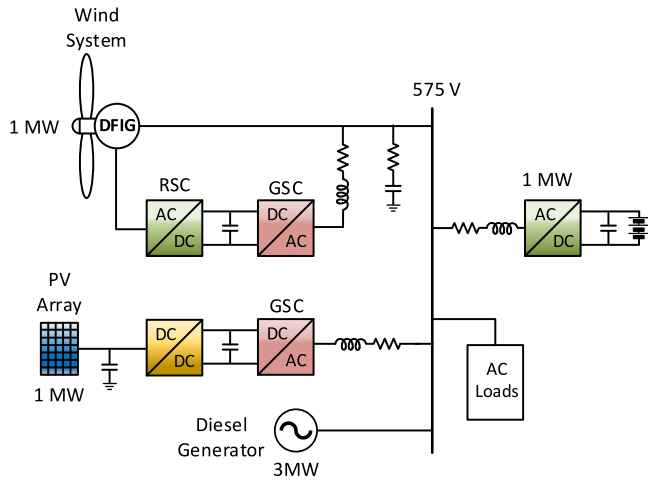 Wind
System
575 V
1 MW
DFIG
RSC
GSC
1 MW
AC
DC
DC
AC
AC
DC
PV
Array
GSC
DC
DC
DC
AC
AC
Loads
1 MW
Diesel
Generator
3MW